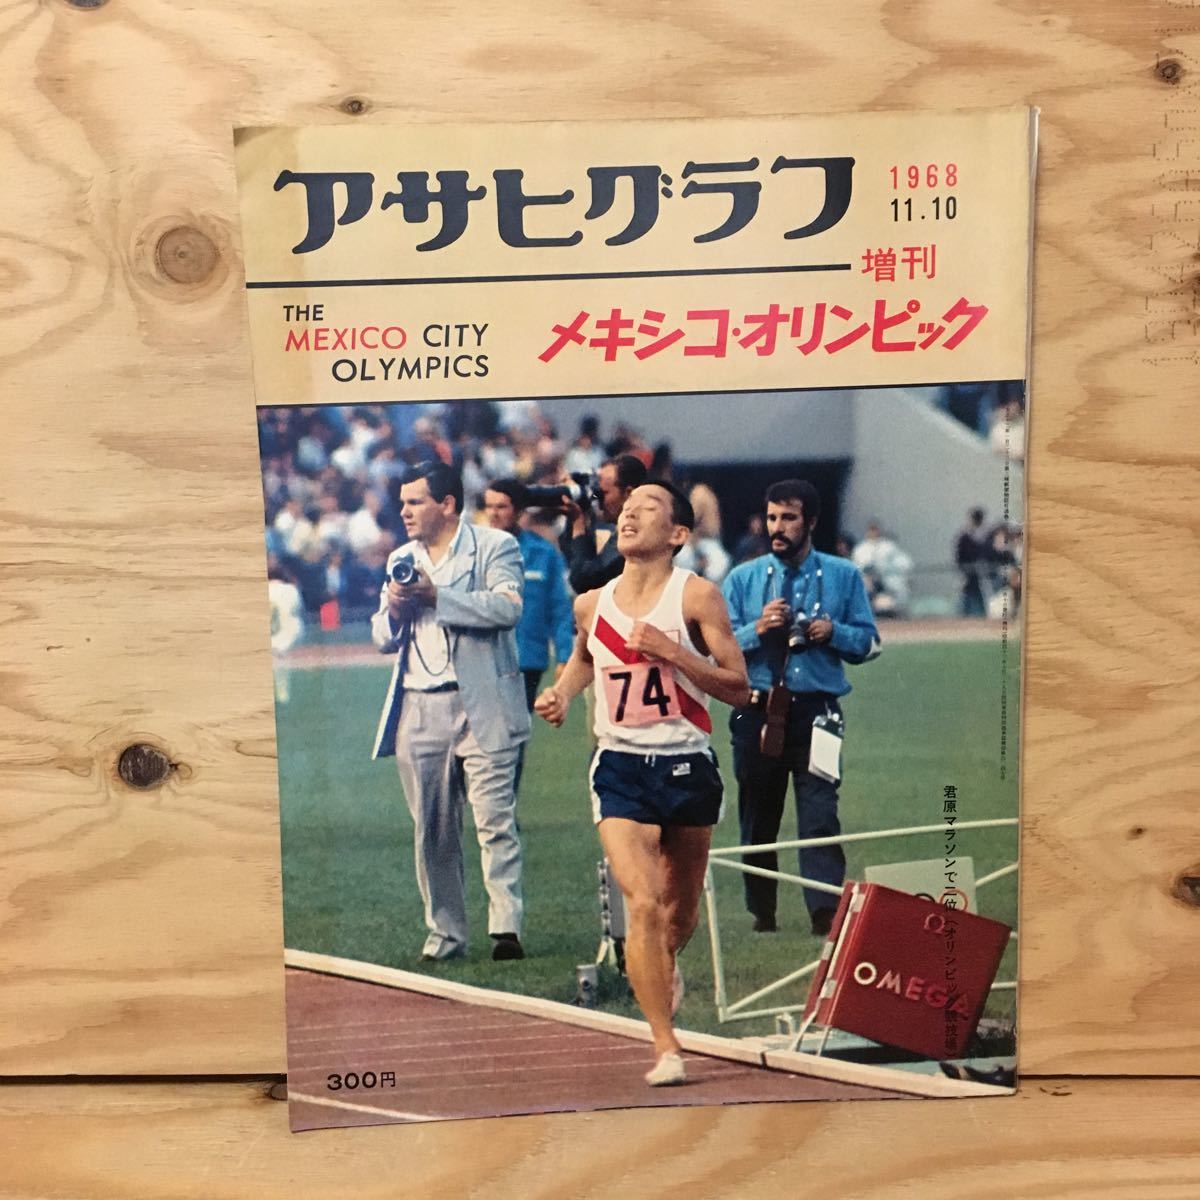 アサヒグラフ
1968
11.10
増刊
THE
MEXICO CITY
OLYMPICS
メキシコ・オリンピック
74
君原マラソンで二位(オリンピック競技場)
Ω
OMEGA
300円